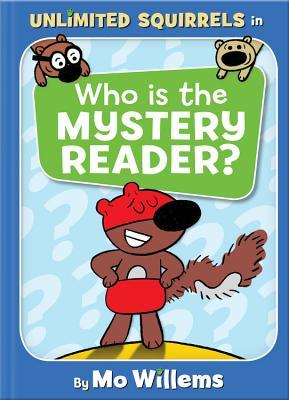 UNLIMITED SQUIRRELS in
Who is the
MYSTERY
READER?
By Mo Willems